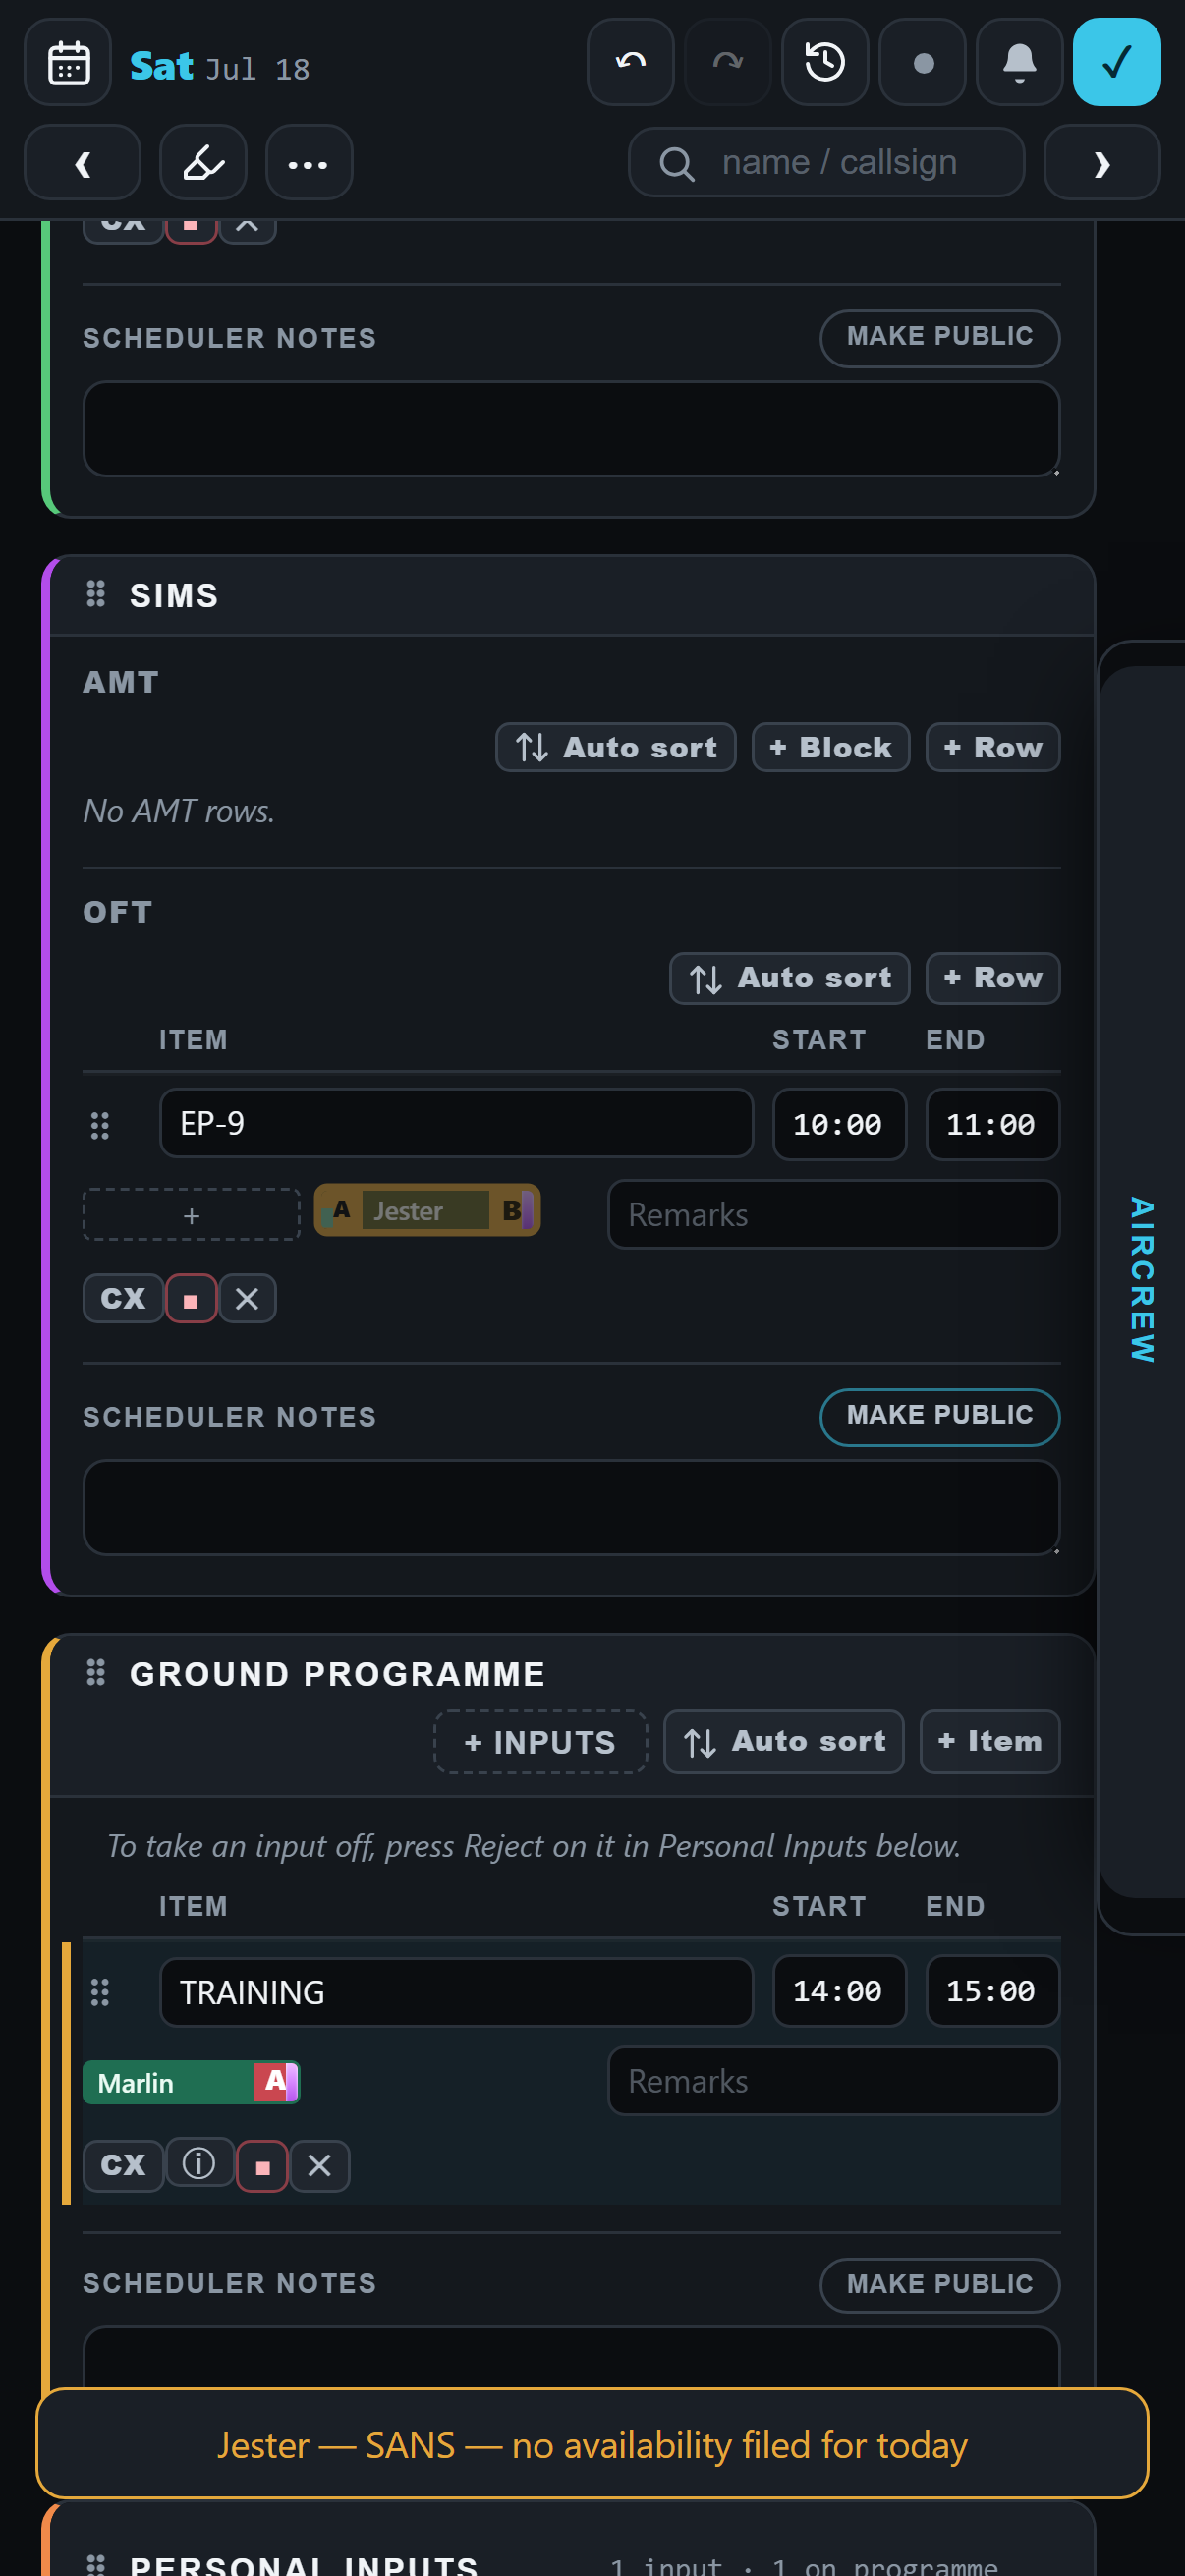 Sat Jul 18
name / callsign
CX
SCHEDULER NOTES
MAKE PUBLIC
SIMS
AMT
Auto sort
+ Block
+ Row
No AMT rows.
OFT
Auto sort
+ Row
ITEM START END
EP-9 10:00 11:00
+ A Jester B Remarks
CX
SCHEDULER NOTES
MAKE PUBLIC
AIRCREW
GROUND PROGRAMME
+ INPUTS
Auto sort
+ Item
To take an input off, press Reject on it in Personal Inputs below.
ITEM START END
TRAINING 14:00 15:00
Marlin A Remarks
CX
SCHEDULER NOTES
MAKE PUBLIC
Jester — SANS — no availability filed for today
PERSONAL INPUTS 1 input · 1 on programme